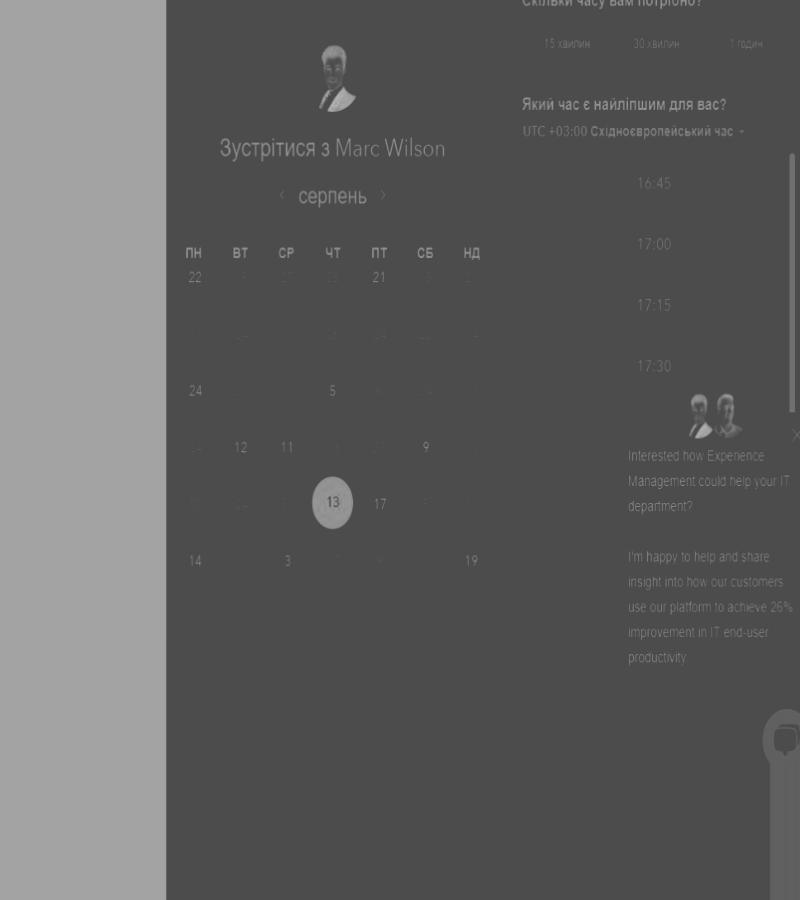 Скільки часу вам потрібно?
15 хвилин 30 хвилин 1 годин
Зустрітися з Marc Wilson
серпень
ПН ВТ СР ЧТ ПТ СБ НД
22 21
24 5
12 11 9
13 17
14 3 19
Який час є найліпшим для вас?
UTC +03:00 Східноєвропейський час
16:45
17:00
17:15
17:30
Interested how Experience
Management could help your IT
department?
I'm happy to help and share
insight into how our customers
use our platform to achieve 26%
improvement in IT end-user
productivity